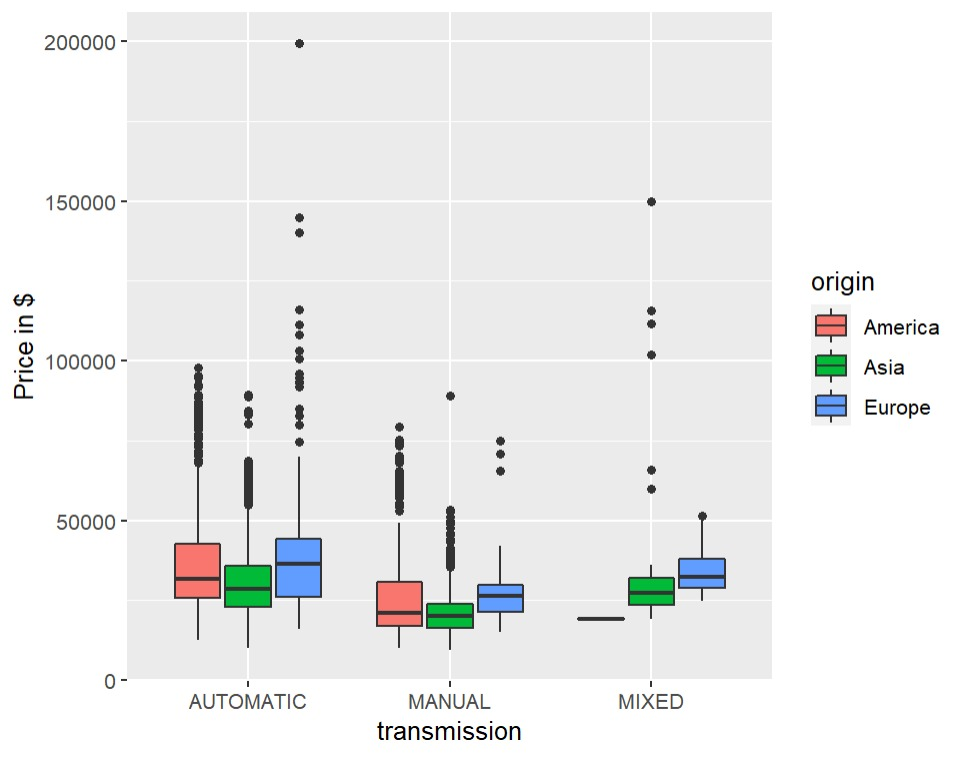 200000
150000
100000
50000
0
Price in $
AUTOMATIC
MANUAL
MIXED
transmission
origin
America
Asia
Europe